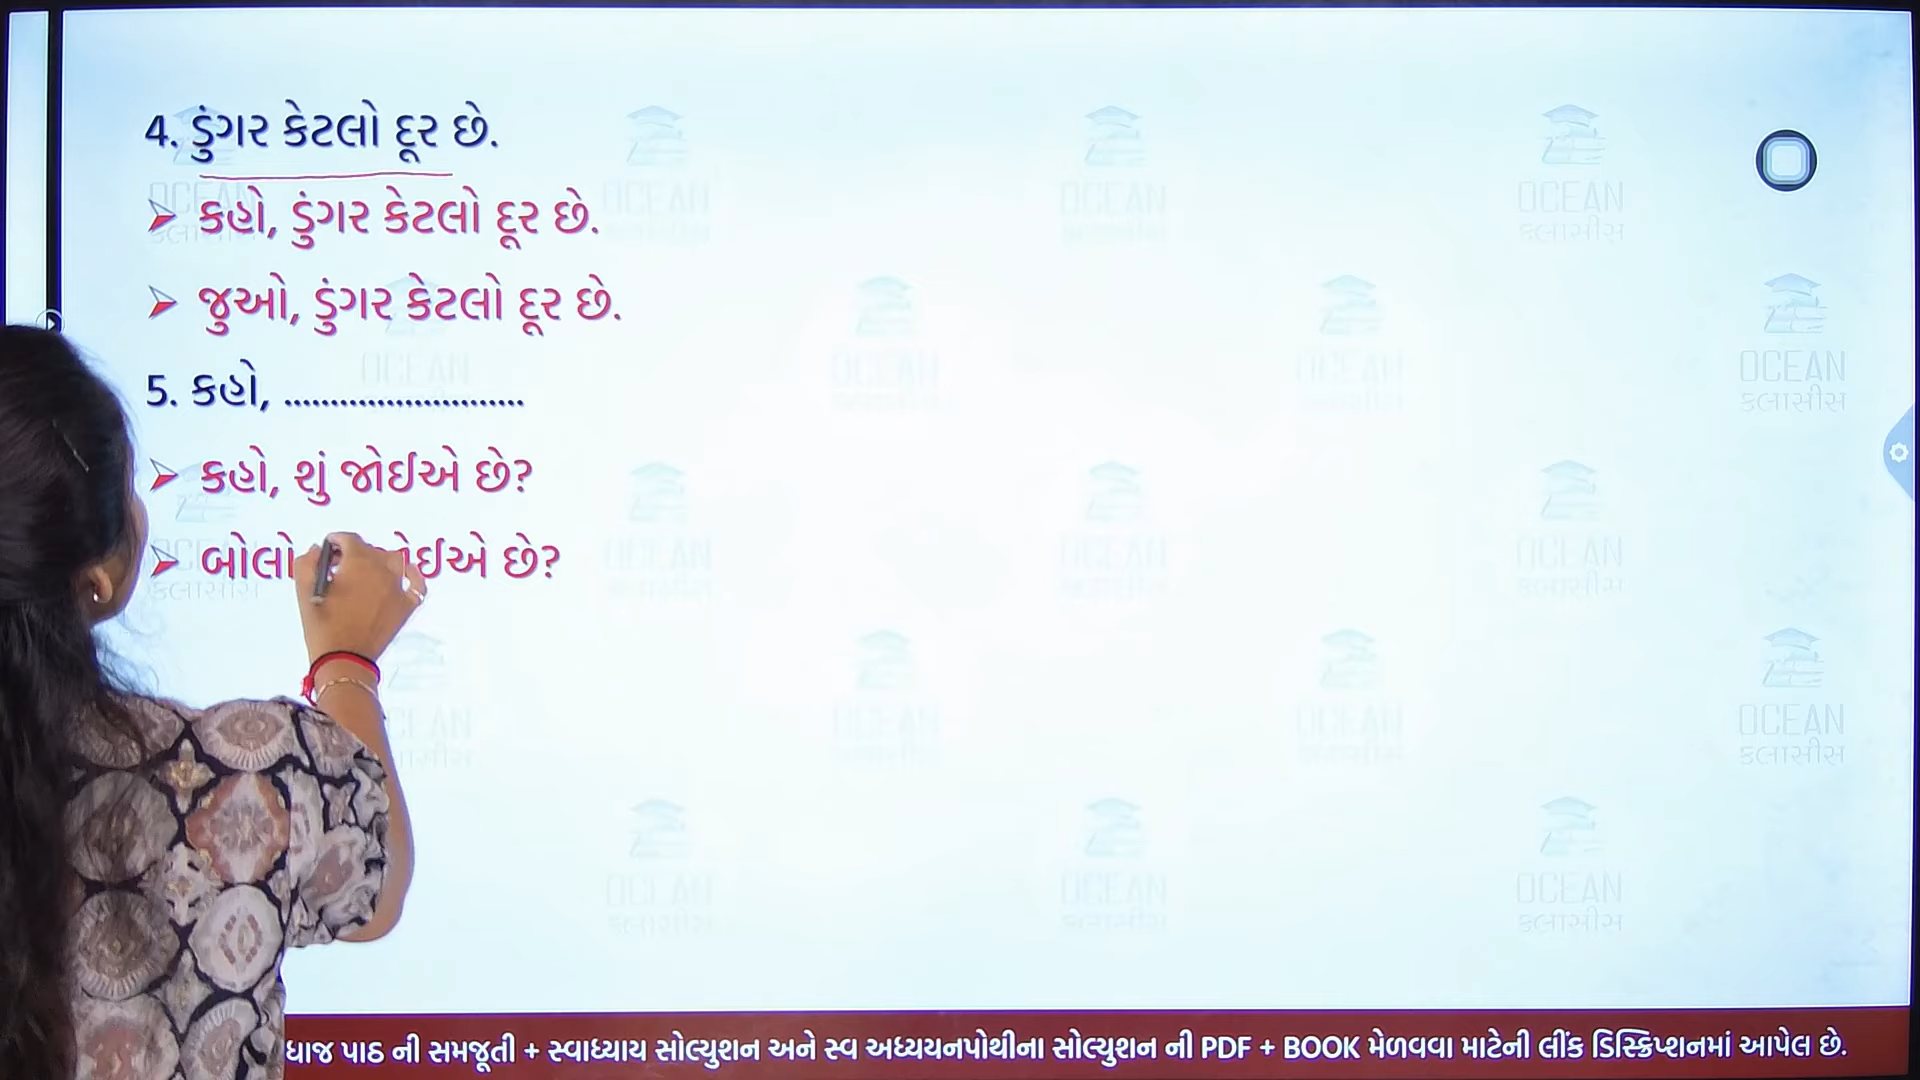 4. ડુંગર કેટલો દૂર છે.
➢ કહો, ડુંગર કેટલો દૂર છે.
➢ જુઓ, ડુંગર કેટલો દૂર છે.
5. કહો, ..........................
➢ કહો, શું જોઈએ છે?
➢ બોલો છે?
OCEAN
કલાસીસ
ધાજ પાઠ ની સમજૂતી + સ્વાધ્યાય સોલ્યુશન અને સ્વ અધ્યયનપોથીના સોલ્યુશન ની PDF + BOOK મેળવવા માટેની લીંક ડિસ્ક્રિપ્શનમાં આપેલ છે.